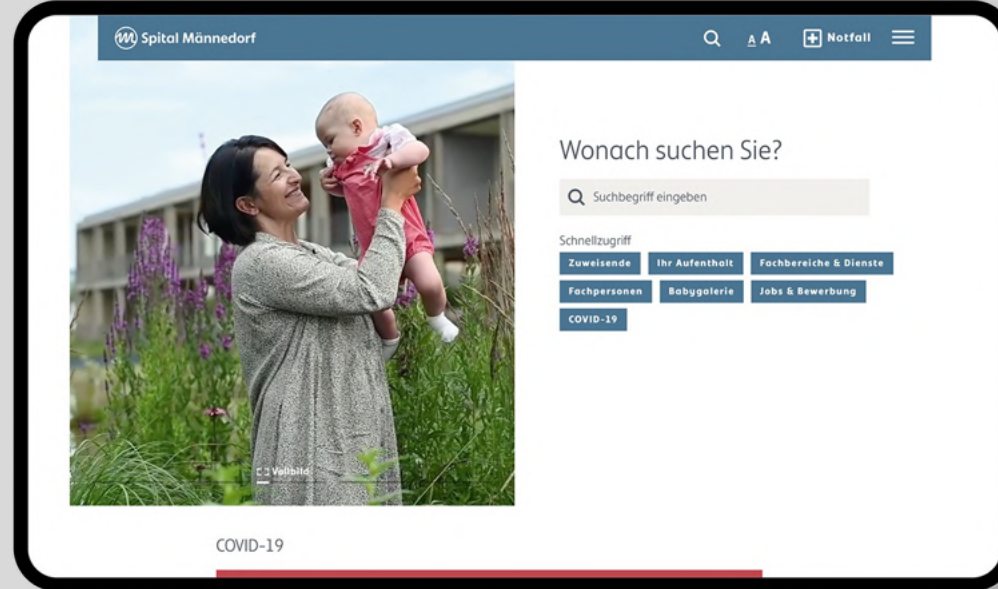 Spital Männedorf
A A
Notfall
Wonach suchen Sie?
Suchbegriff eingeben
Schnellzugriff
Zuweisende
Ihr Aufenthalt
Fachbereiche & Dienste
Fachpersonen
Babygalerie
Jobs & Bewerbung
COVID-19
Vollbild
COVID-19